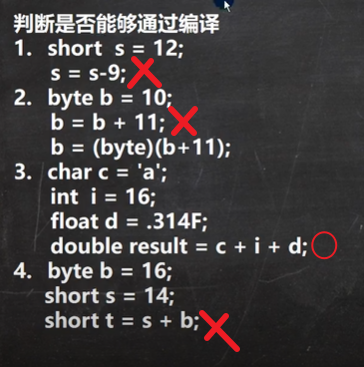 判断是否能够通过编译
1. short s = 12;
s = s-9;
2. byte b = 10;
b = b + 11;
b = (byte)(b+11);
3. char c = 'a';
int i = 16;
float d = .314F;
double result = c + i + d;
4. byte b = 16;
short s = 14;
short t = s + b;